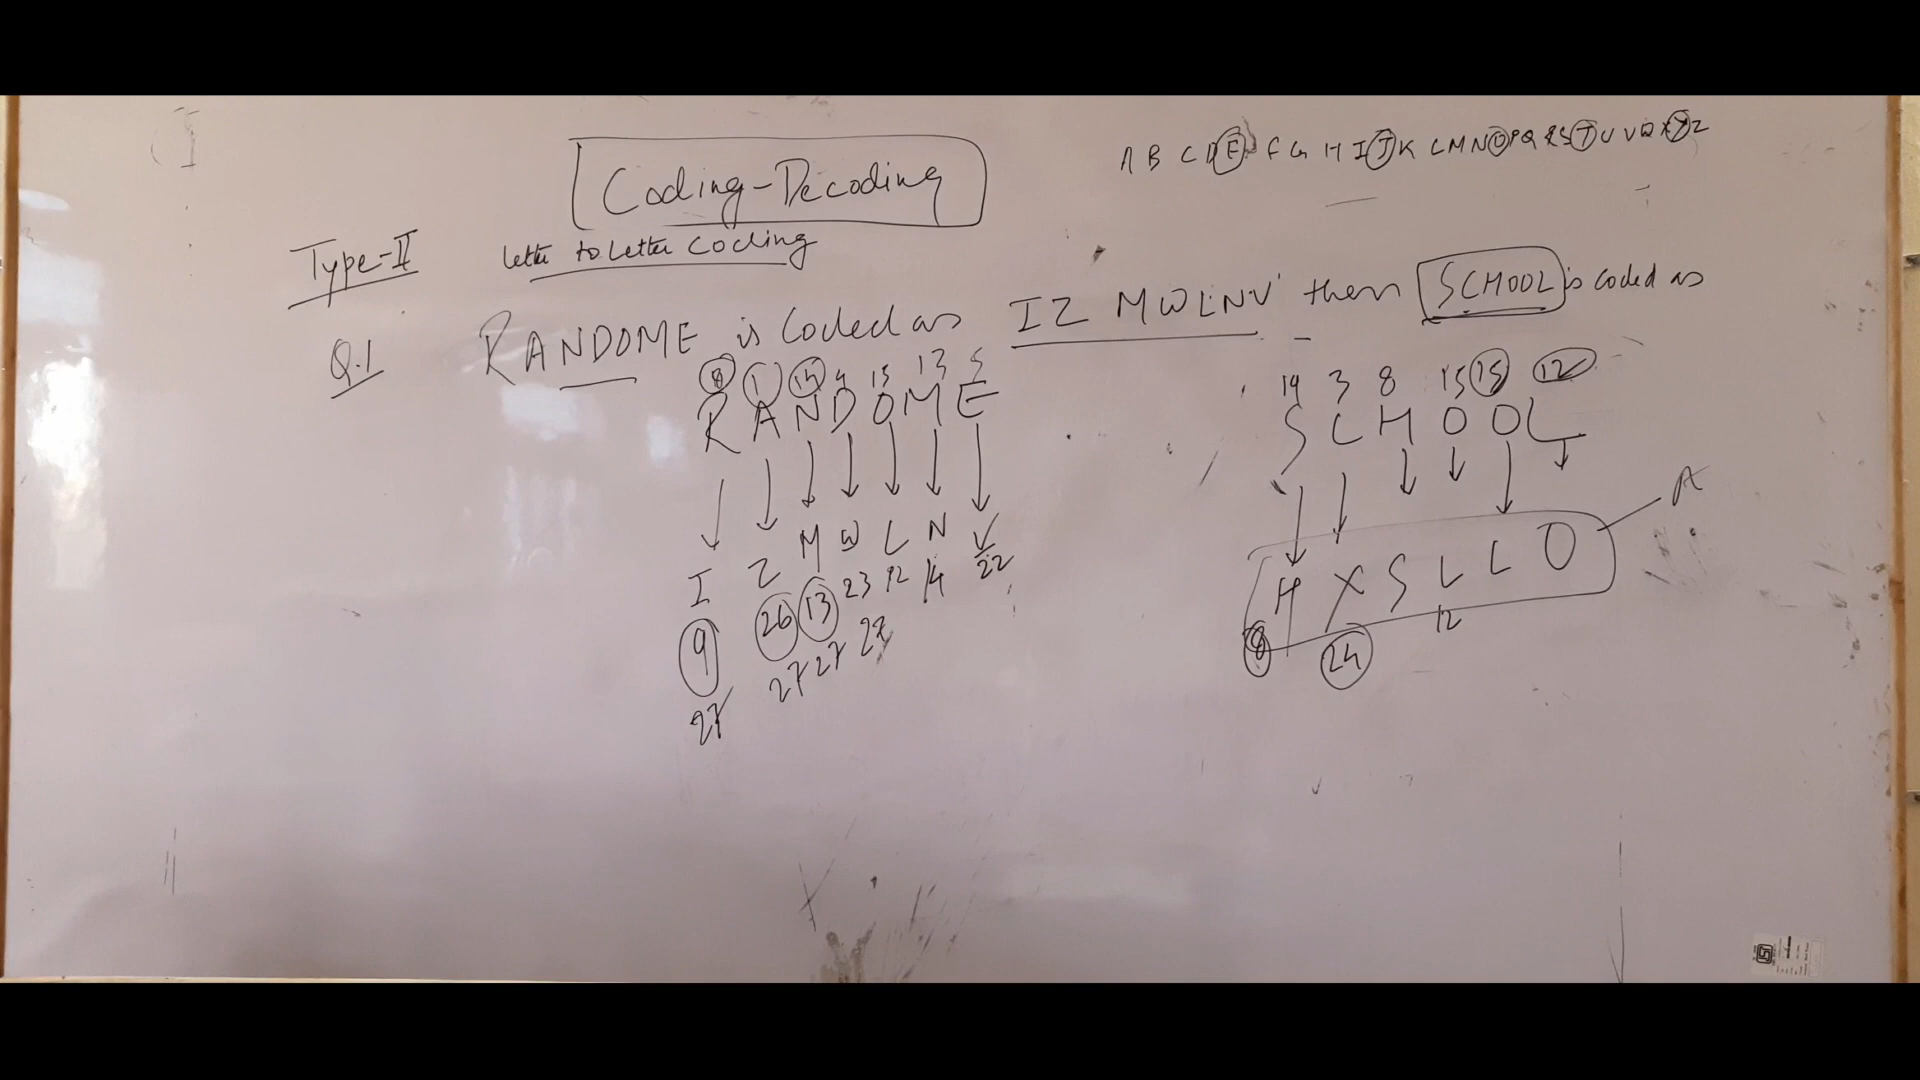 A B C D E F G H I J K L M N O P Q R S T U V W X Y Z
Coding-Decoding
Type-II letter to letter coding
Q.1 RANDOME is Coded as IZ MWLNV then SCHOOL is coded as
18 1 14 4 15 13 5
R A N D O M E
I Z M W L N V
9 26 13 23 12 14 22
27 27 27 27
19 3 8 15 15 12
S C H O O L
H X S L L O
8 24 12
A